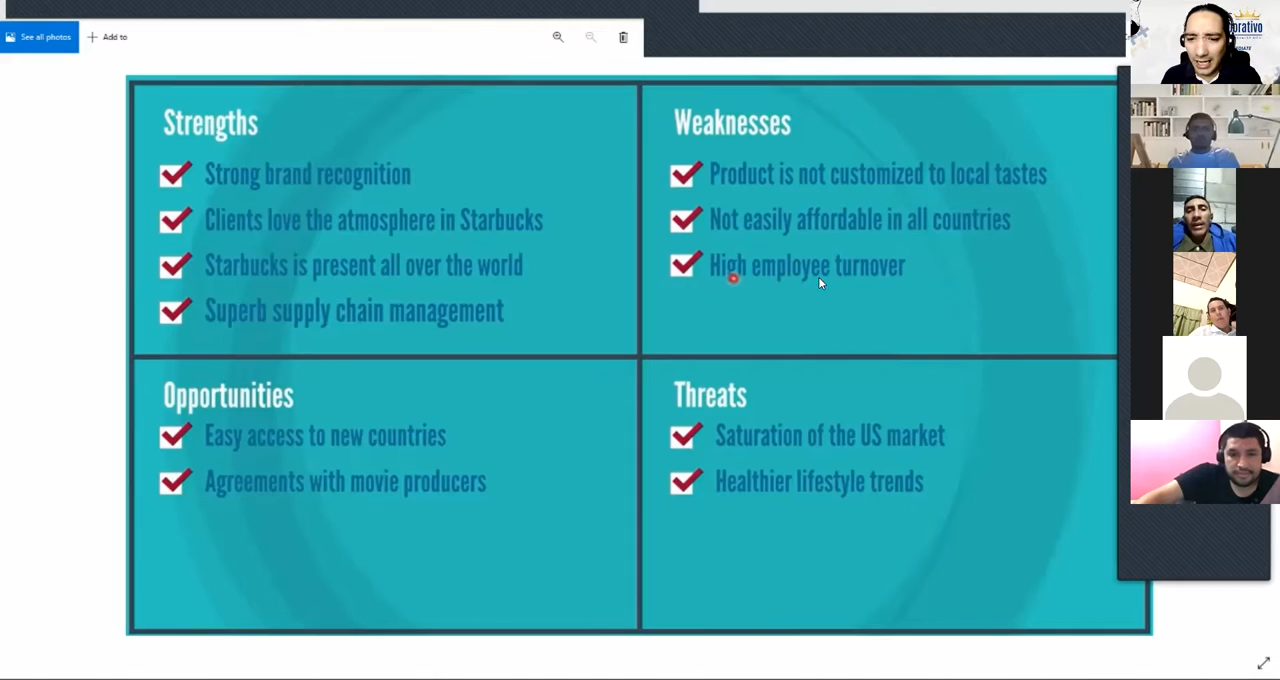 See all photos
Add to
Strengths
Strong brand recognition
Clients love the atmosphere in Starbucks
Starbucks is present all over the world
Superb supply chain management
Weaknesses
Product is not customized to local tastes
Not easily affordable in all countries
High employee turnover
Opportunities
Easy access to new countries
Agreements with movie producers
Threats
Saturation of the US market
Healthier lifestyle trends